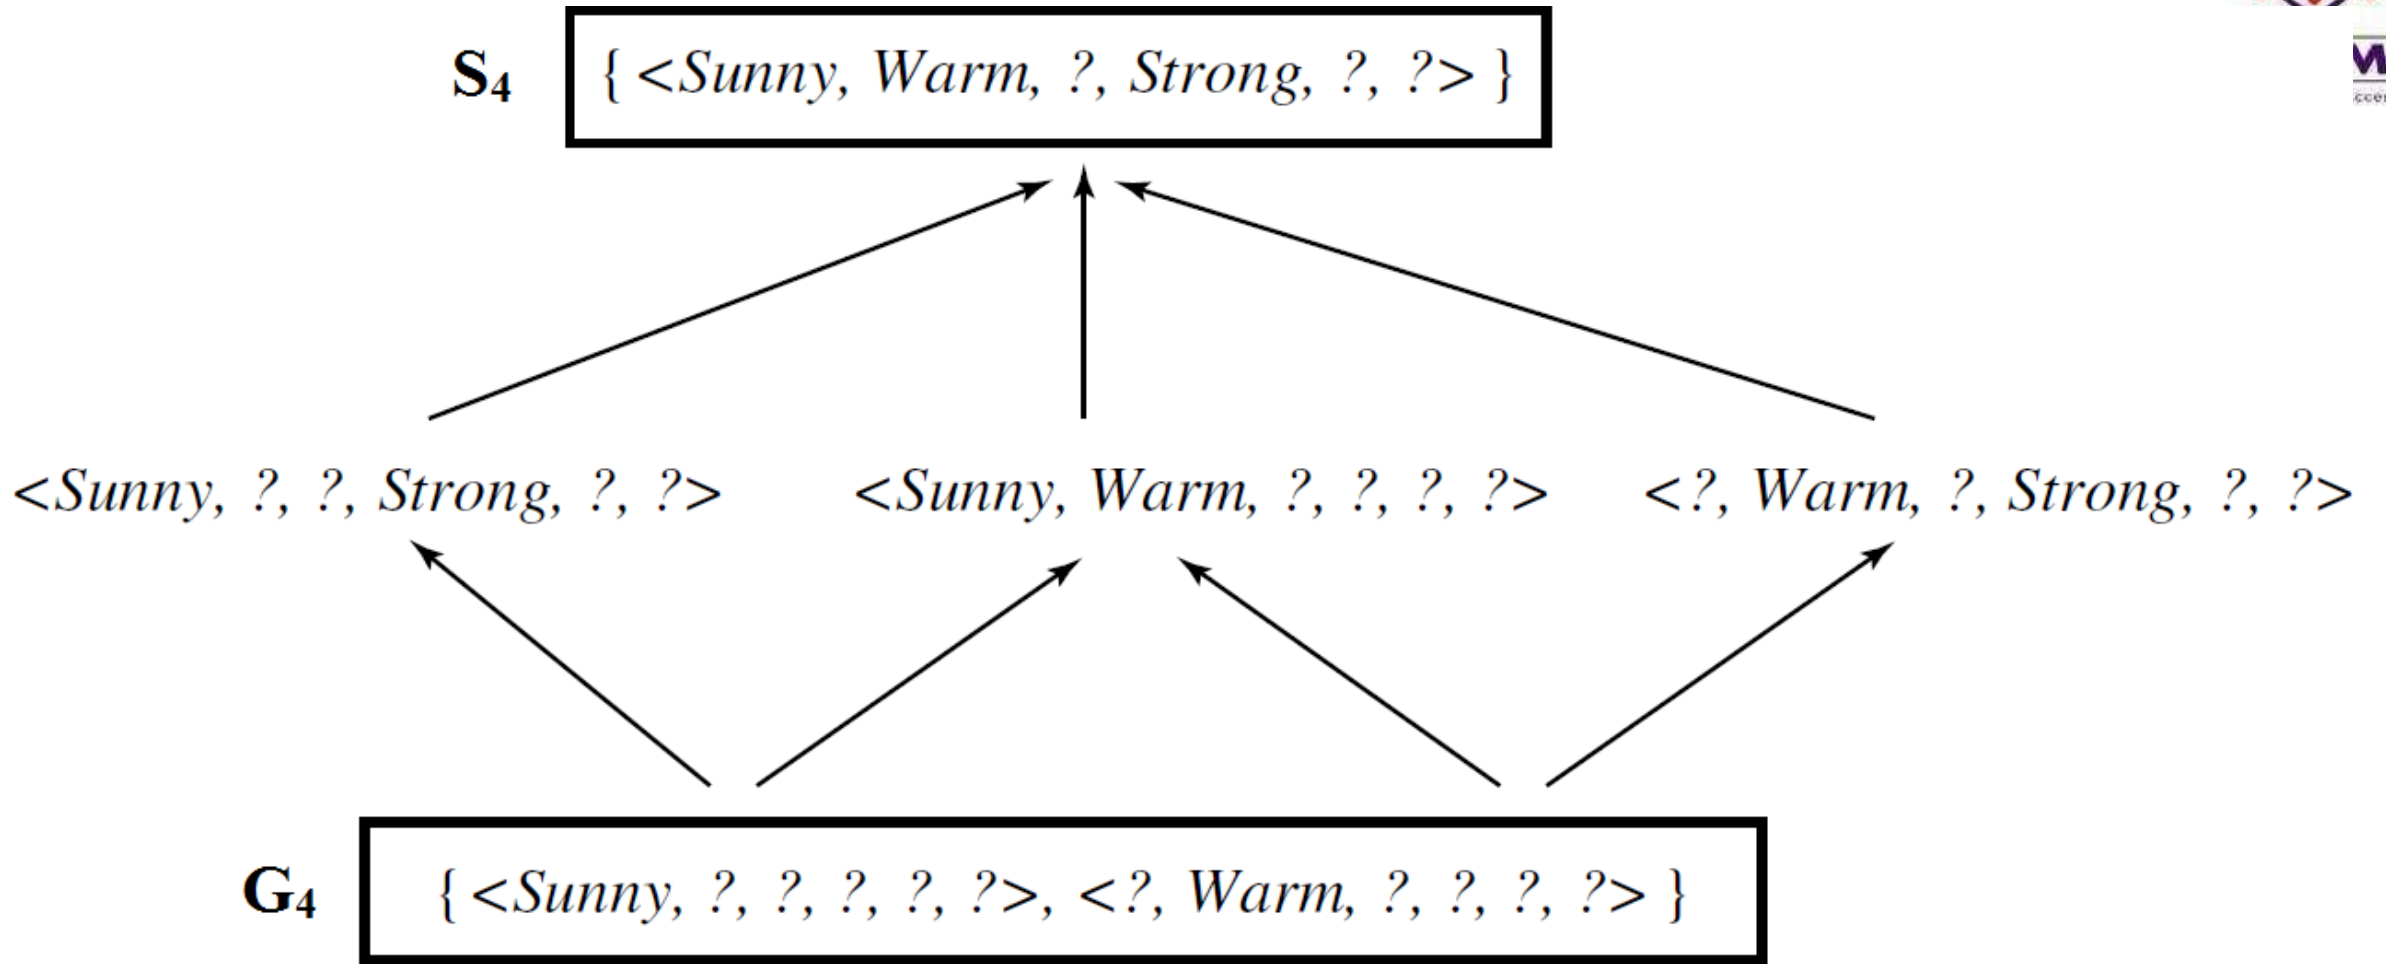 S4 { <Sunny, Warm, ?, Strong, ?, ?> }
<Sunny, ?, ?, Strong, ?, ?> <Sunny, Warm, ?, ?, ?, ?> <?, Warm, ?, Strong, ?, ?>
G4 { <Sunny, ?, ?, ?, ?, ?>, <?, Warm, ?, ?, ?, ?> }